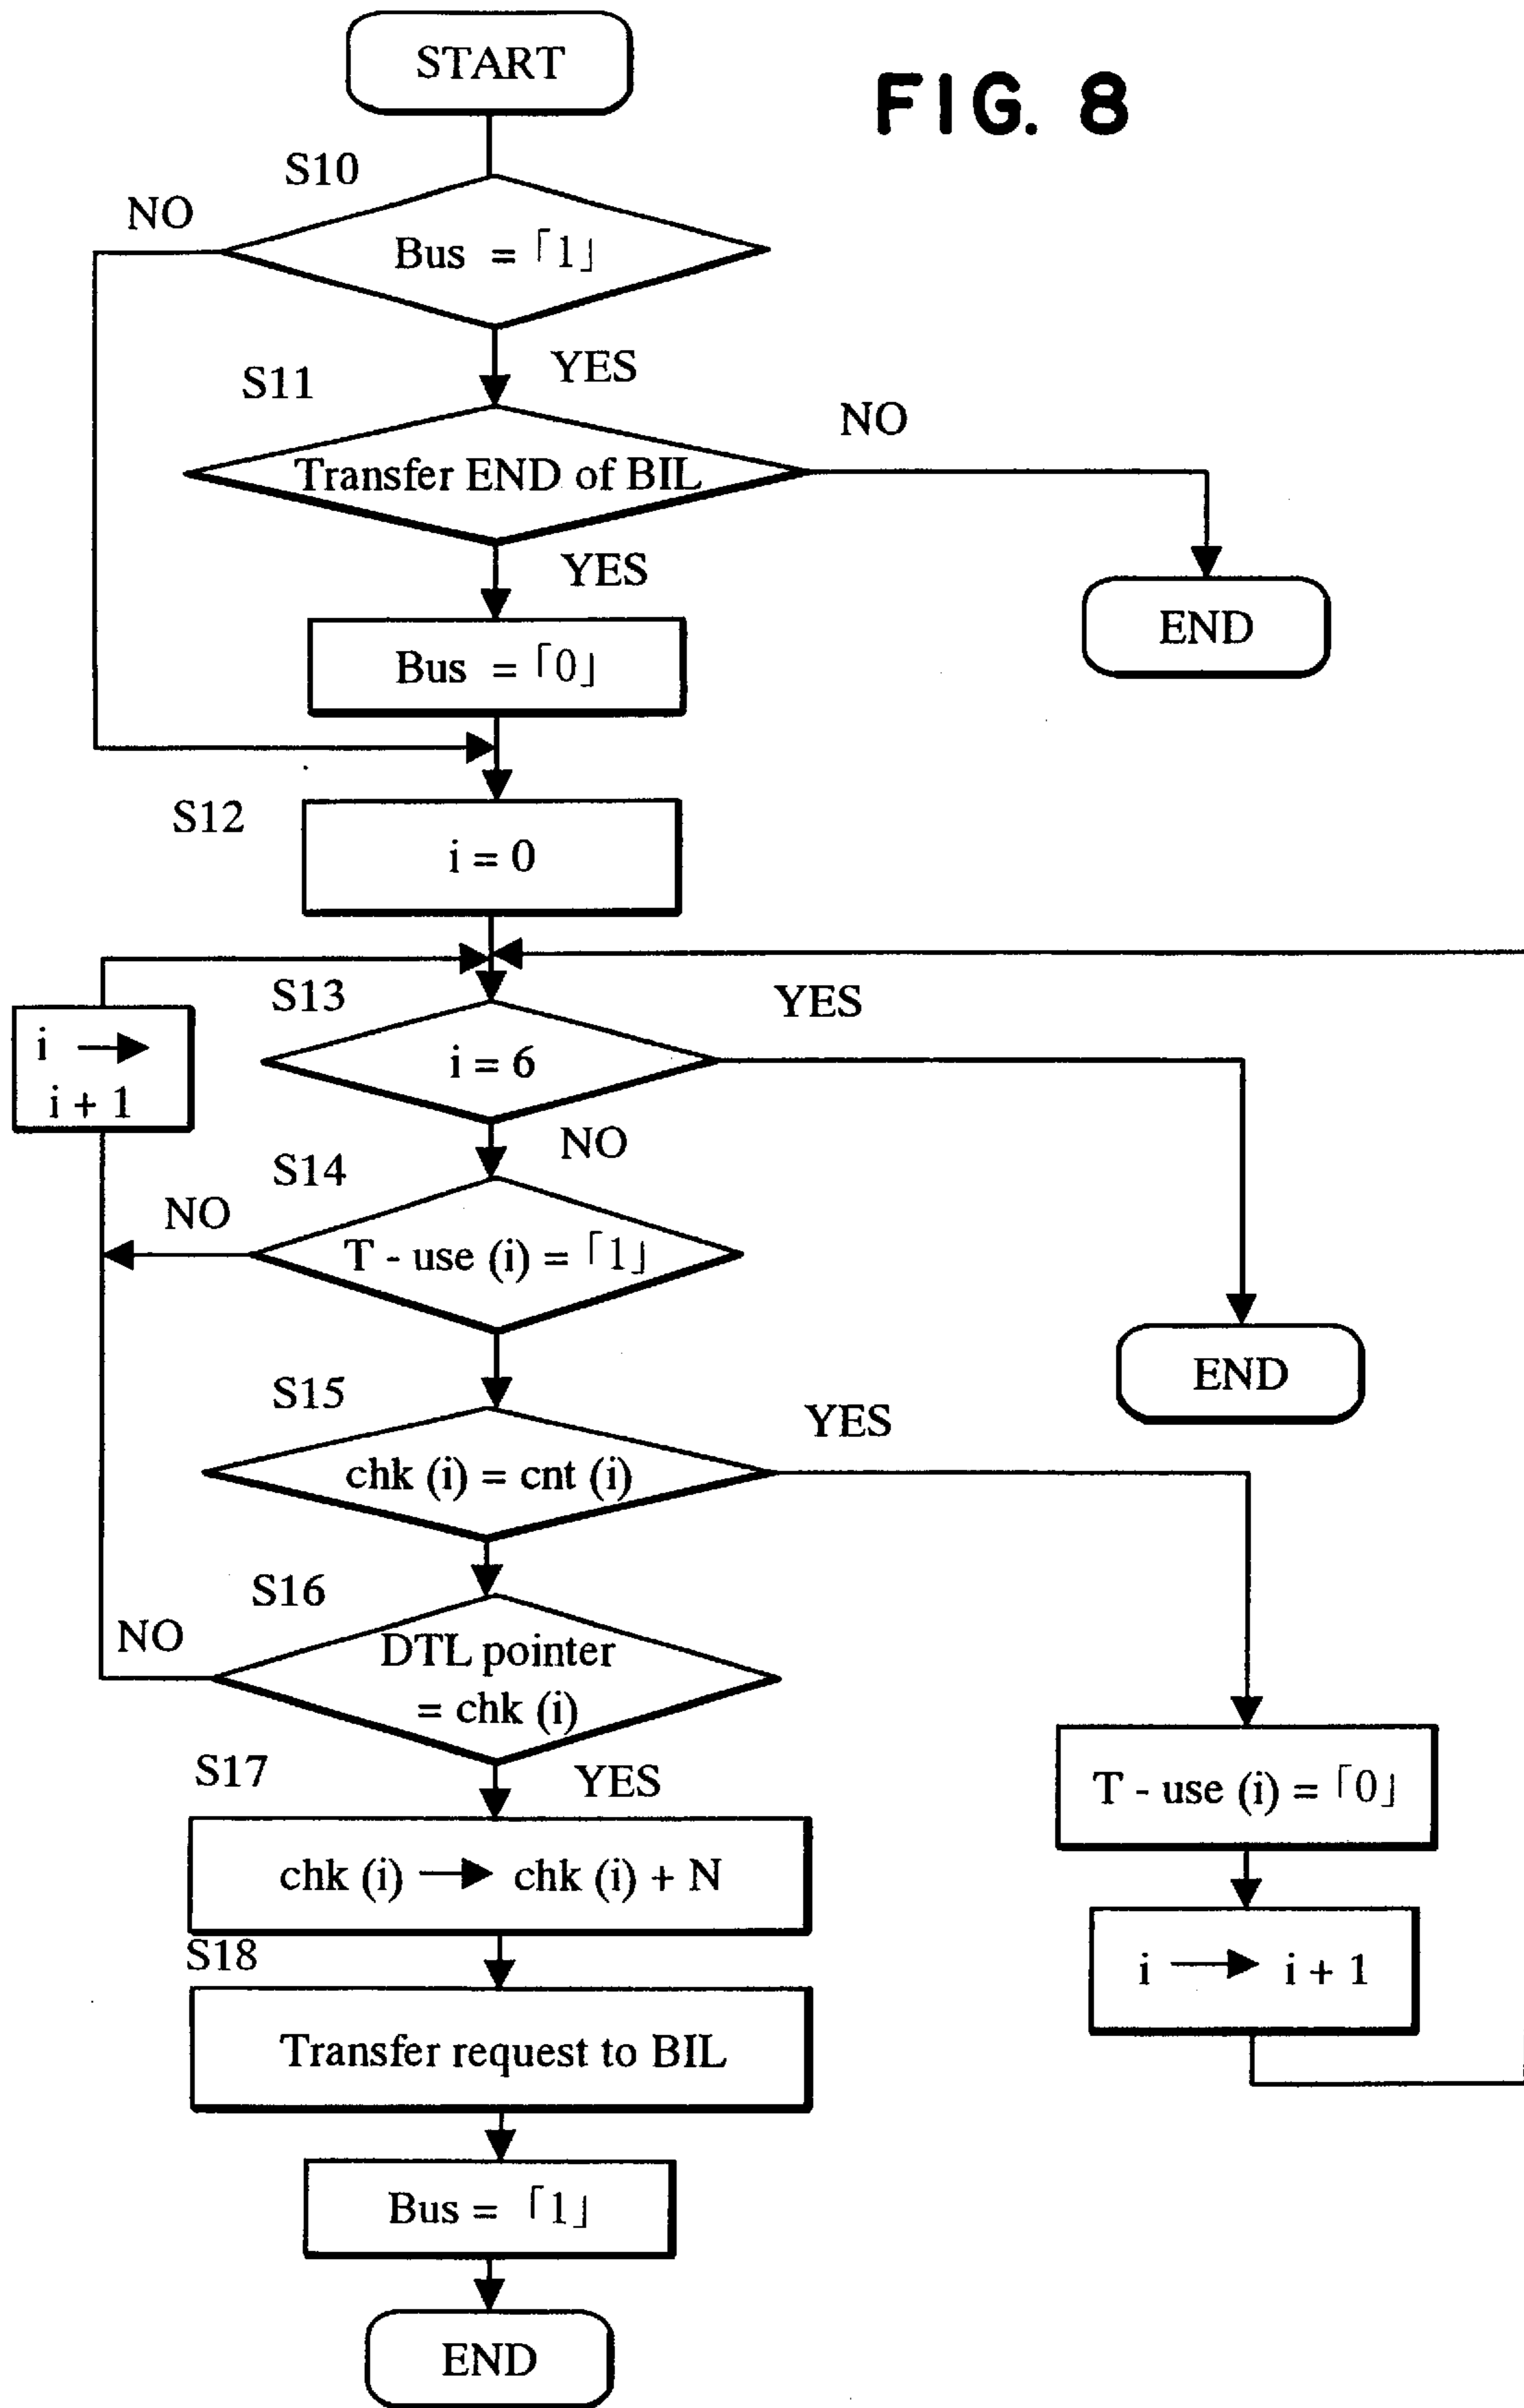 START
FIG. 8
S10
NO
Bus = 「1」
YES
S11
NO
Transfer END of BIL
YES
END
Bus = 「0」
S12
i = 0
S13
YES
i →
i + 1
i = 6
NO
S14
NO
T - use (i) = 「1」
END
S15
YES
chk (i) = cnt (i)
S16
NO
DTL pointer
= chk (i)
S17
YES
T - use (i) = 「0」
chk (i) → chk (i) + N
S18
i → i + 1
Transfer request to BIL
Bus = 「1」
END